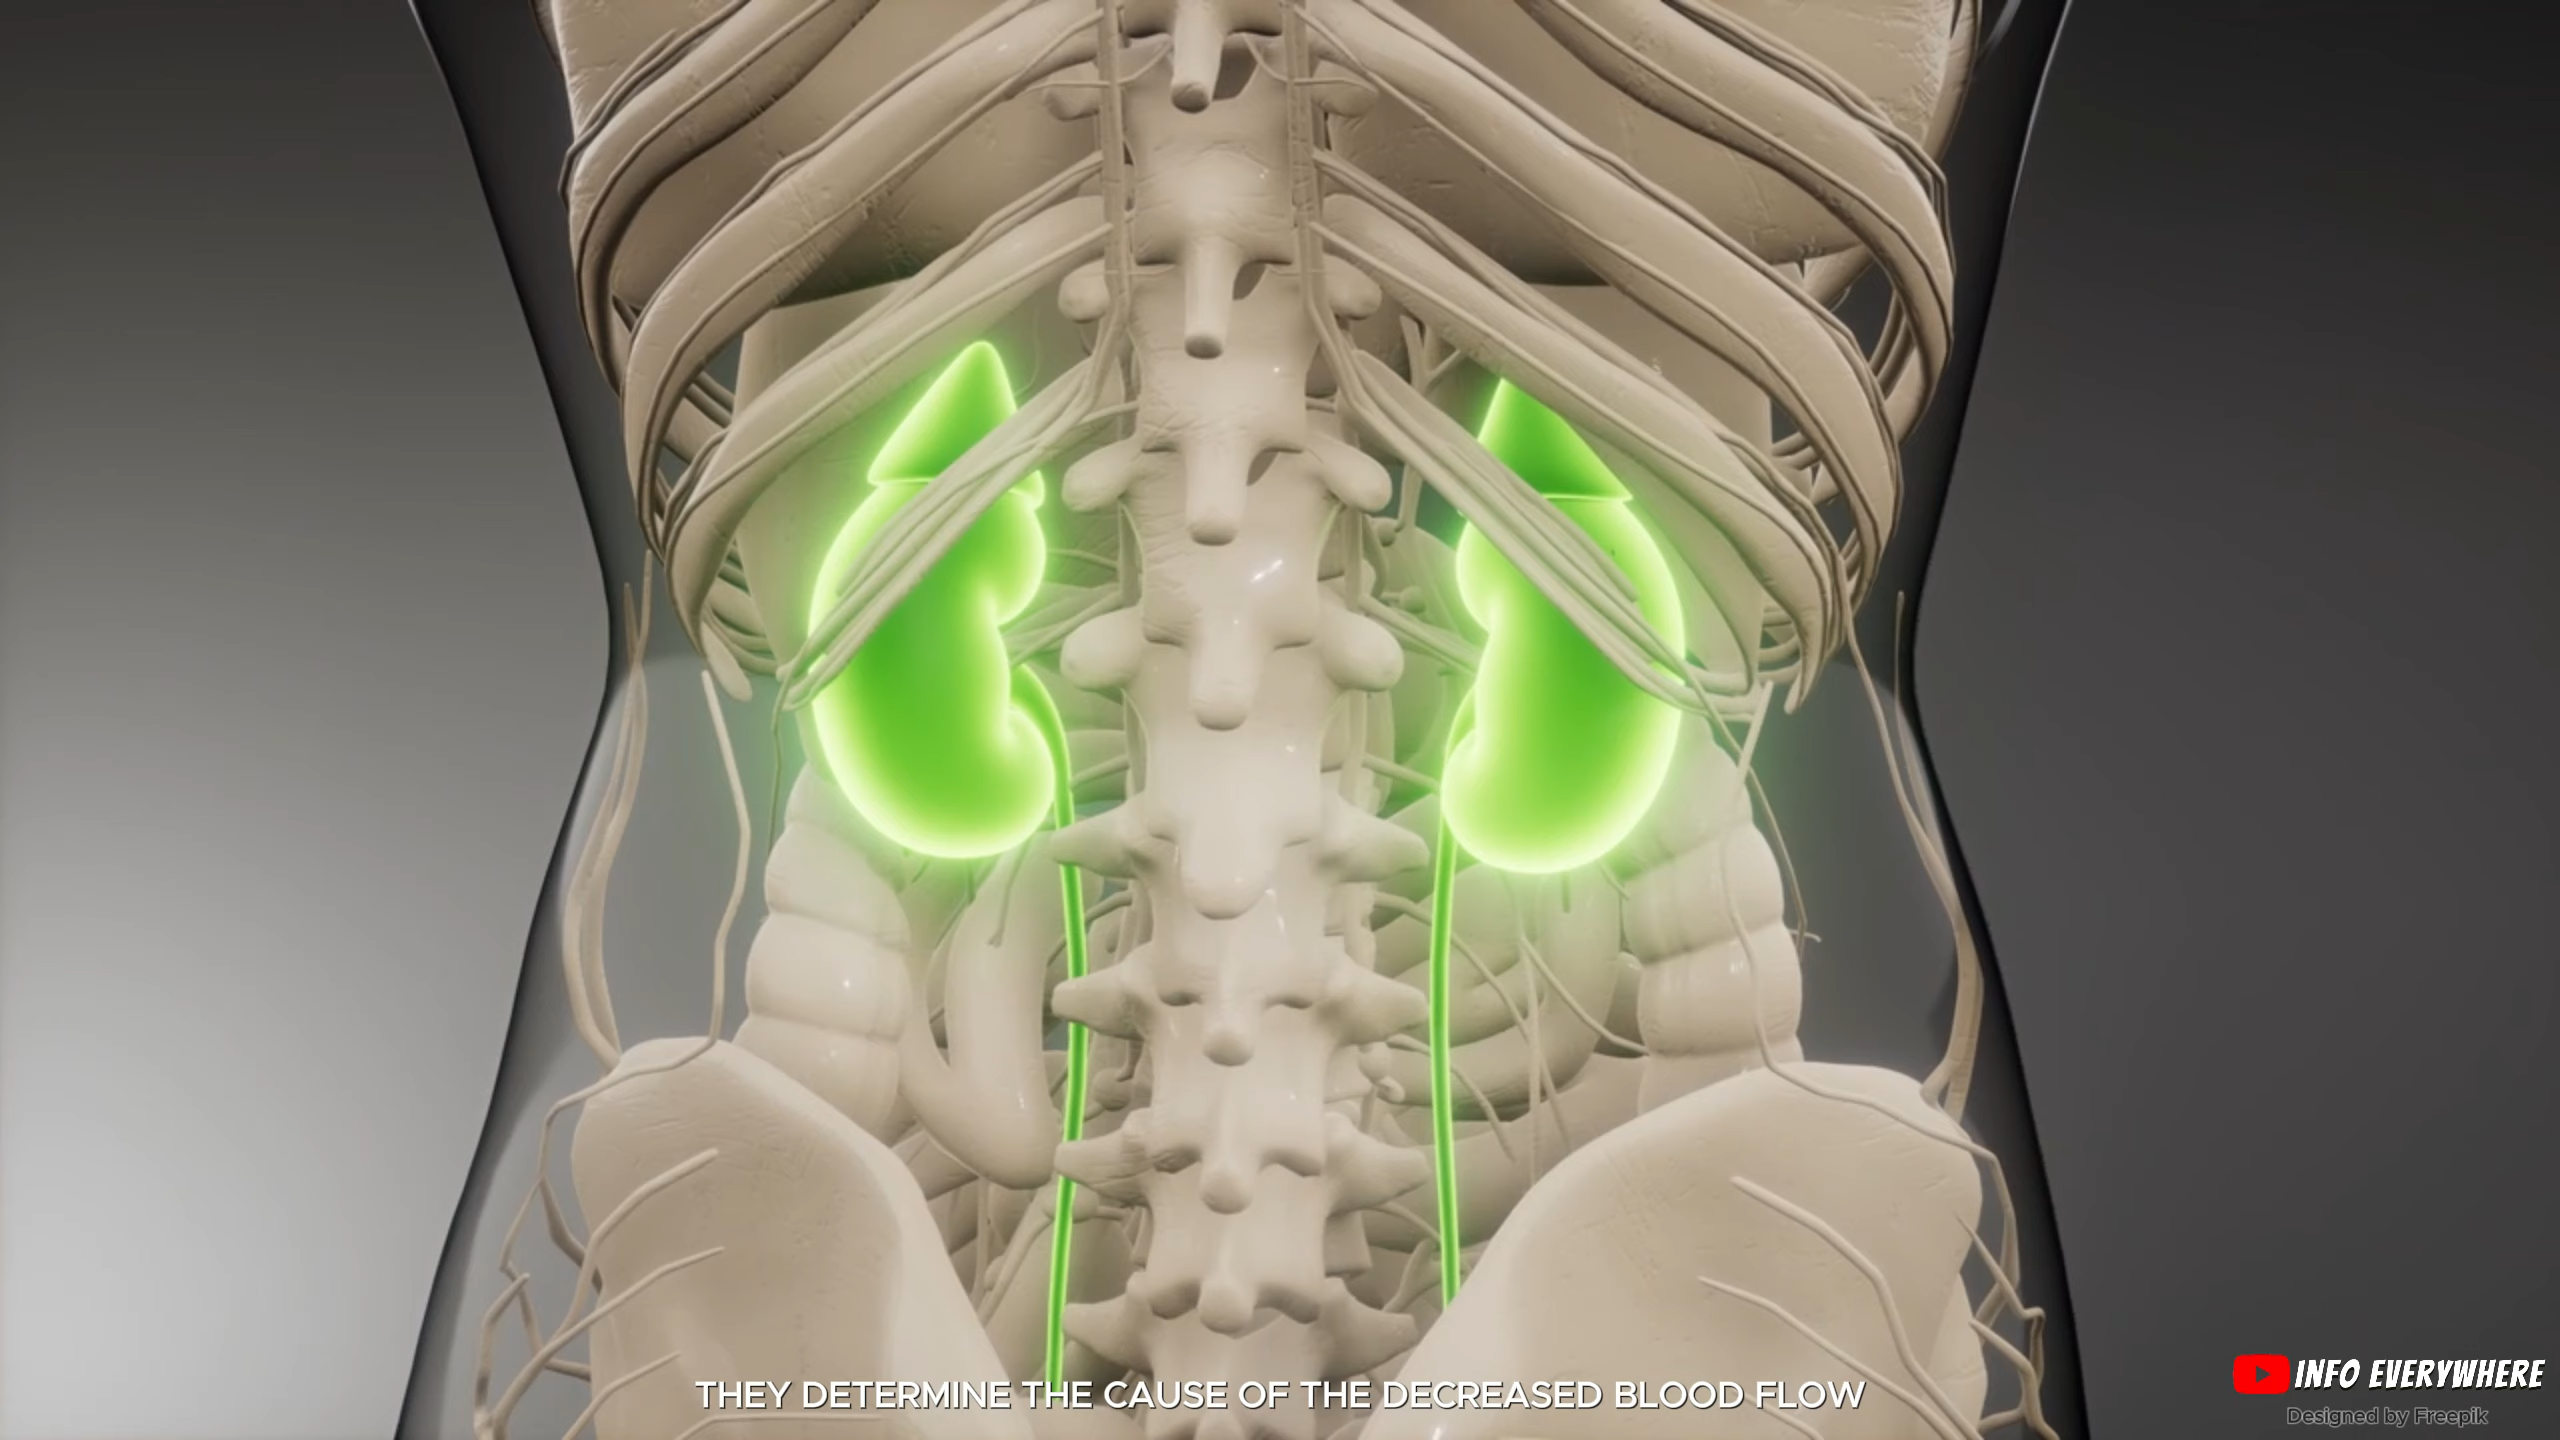 THEY DETERMINE THE CAUSE OF THE DECREASED BLOOD FLOW
INFO EVERYWHERE
Designed by Freepik